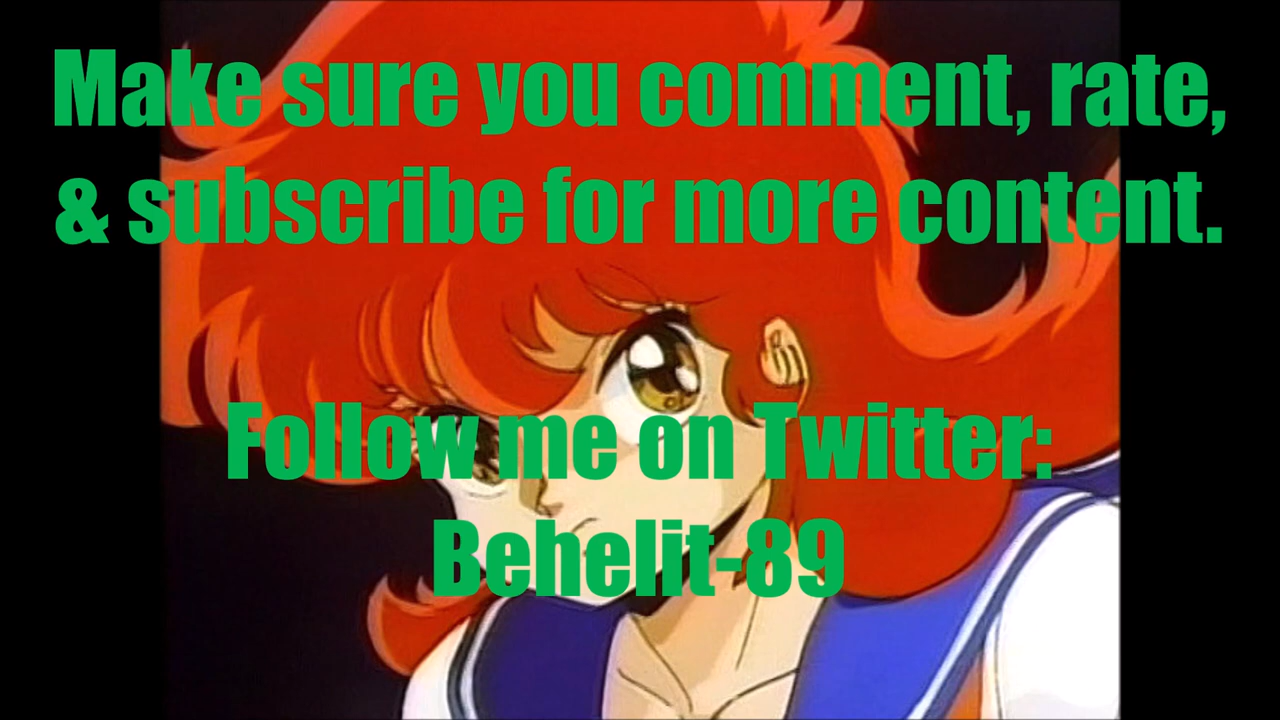 Make sure you comment, rate,
& subscribe for more content.
Follow me on Twitter:
Behelit-89